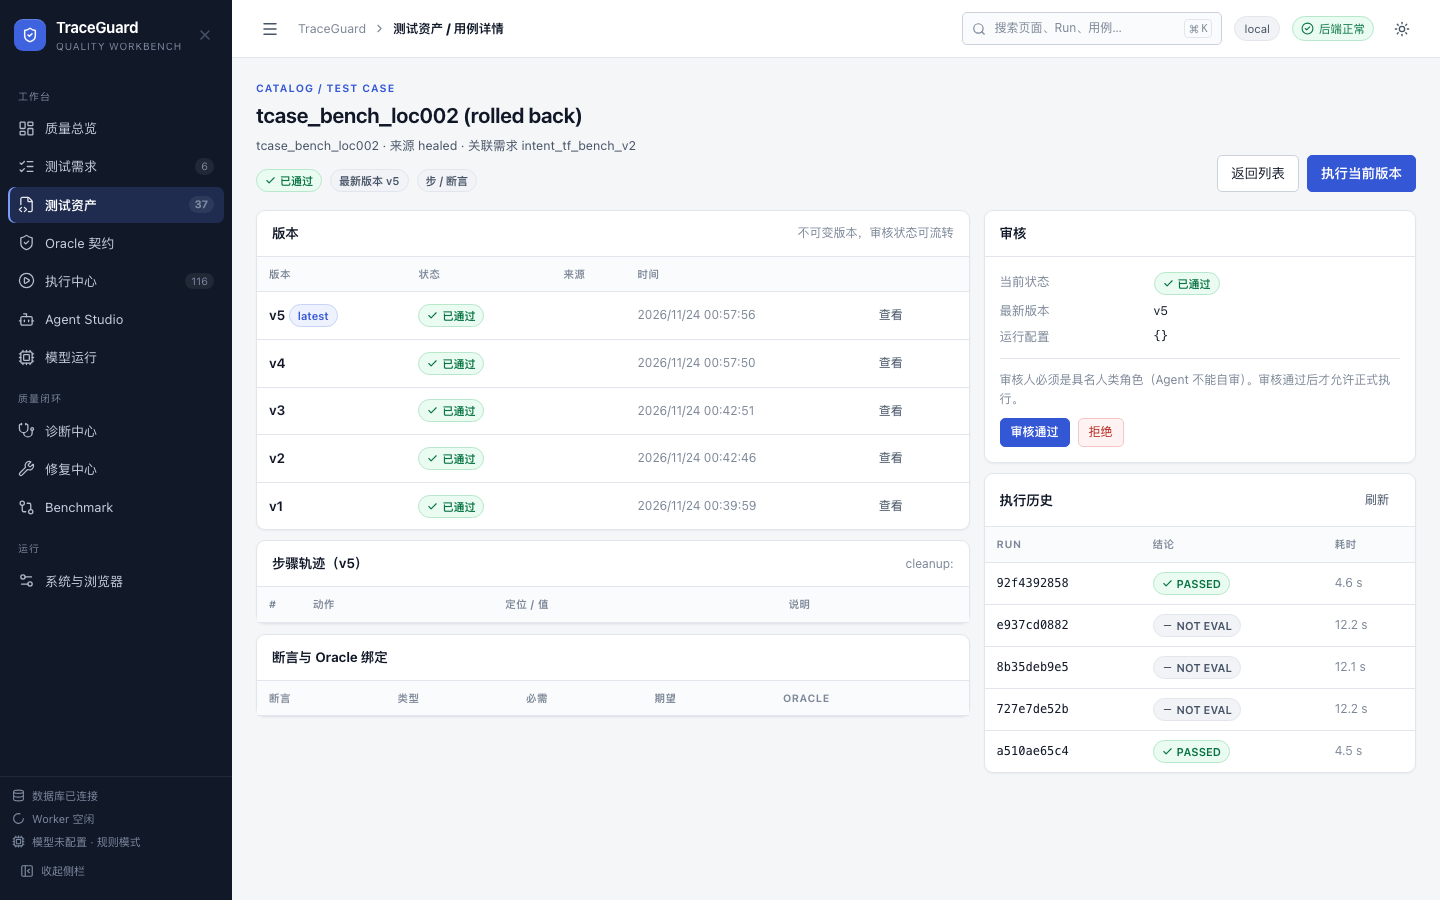 TraceGuard
QUALITY WORKBENCH
工作台
质量总览
测试需求 6
测试资产 37
Oracle 契约
执行中心 116
Agent Studio
模型运行
质量闭环
诊断中心
修复中心
Benchmark
运行
系统与浏览器
数据库已连接
Worker 空闲
模型未配置 · 规则模式
收起侧栏
TraceGuard 测试资产 / 用例详情
搜索页面、Run、用例... ⌘ K
local
后端正常
CATALOG / TEST CASE
tcase_bench_loc002 (rolled back)
tcase_bench_loc002 · 来源 healed · 关联需求 intent_tf_bench_v2
已通过 最新版本 v5 步 / 断言
返回列表 执行当前版本
版本 不可变版本，审核状态可流转
版本 状态 来源 时间
v5 latest 已通过 2026/11/24 00:57:56 查看
v4 已通过 2026/11/24 00:57:50 查看
v3 已通过 2026/11/24 00:42:51 查看
v2 已通过 2026/11/24 00:42:46 查看
v1 已通过 2026/11/24 00:39:59 查看
步骤轨迹（v5） cleanup:
# 动作 定位 / 值 说明
断言与 Oracle 绑定
断言 类型 必需 期望 ORACLE
审核
当前状态 已通过
最新版本 v5
运行配置 {}
审核人必须是具名人类角色（Agent 不能自审）。审核通过后才允许正式执
行。
审核通过 拒绝
执行历史 刷新
RUN 结论 耗时
92f4392858 PASSED 4.6 s
e937cd0882 NOT EVAL 12.2 s
8b35deb9e5 NOT EVAL 12.1 s
727e7de52b NOT EVAL 12.2 s
a510ae65c4 PASSED 4.5 s